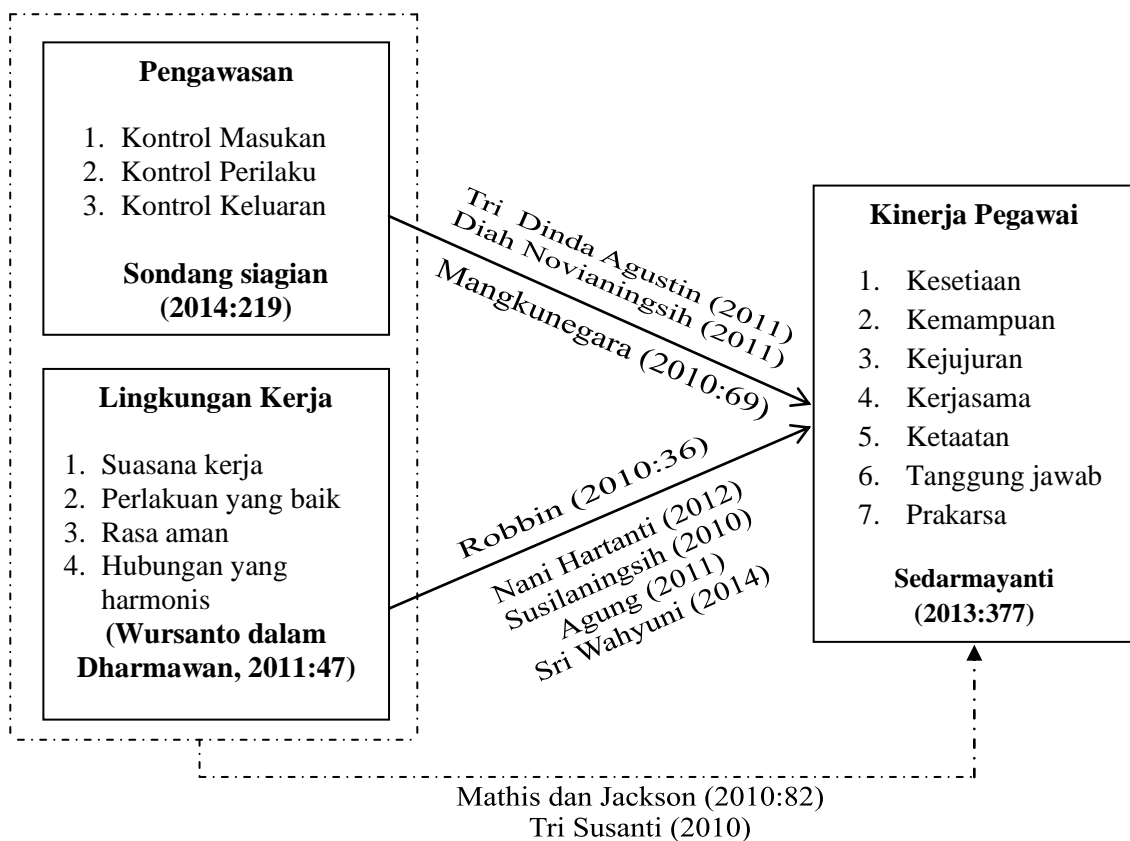 Pengawasan
1. Kontrol Masukan
2. Kontrol Perilaku
3. Kontrol Keluaran
Sondang siagian
(2014:219)
Lingkungan Kerja
1. Suasana kerja
2. Perlakuan yang baik
3. Rasa aman
4. Hubungan yang
harmonis
(Wursanto dalam
Dharmawan, 2011:47)
Tri Dinda Agustin (2011)
Diah Novianingsih (2011)
Mangkunegara (2010:69)
Robbin (2010:36)
Nani Hartanti (2012)
Susilaningsih (2010)
Agung (2011)
Sri Wahyuni (2014)
Kinerja Pegawai
1. Kesetiaan
2. Kemampuan
3. Kejujuran
4. Kerjasama
5. Ketaatan
6. Tanggung jawab
7. Prakarsa
Sedarmayanti
(2013:377)
Mathis dan Jackson (2010:82)
Tri Susanti (2010)